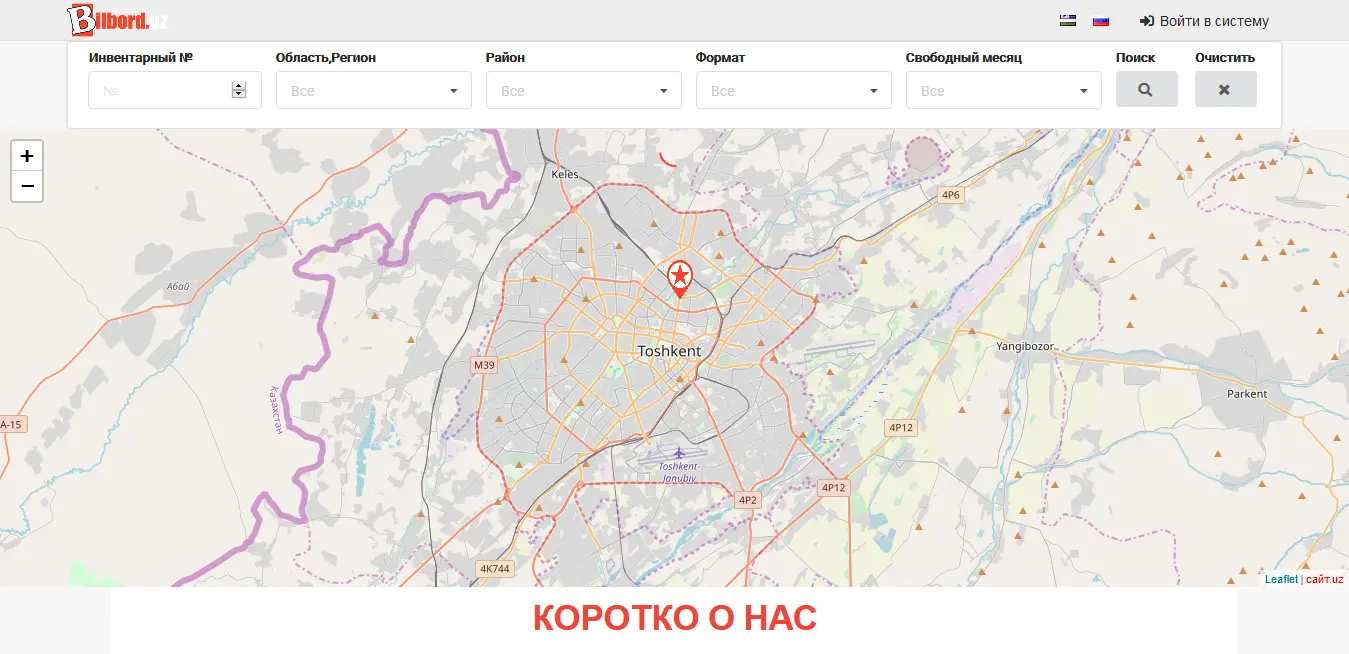 Bilbord.uz
Войти в систему
Инвентарный № Область,Регион Район Формат Свободный месяц Поиск Очистить
№ Все Все Все Все
+
−
Keles
4P6
Абай
Toshkent
Yangibozor
M39
Parkent
Казахстан
A-15
4P12
Toshkent-
Janubiy
4P12
4P2
4K744
Leaflet | сайт.uz
КОРОТКО О НАС